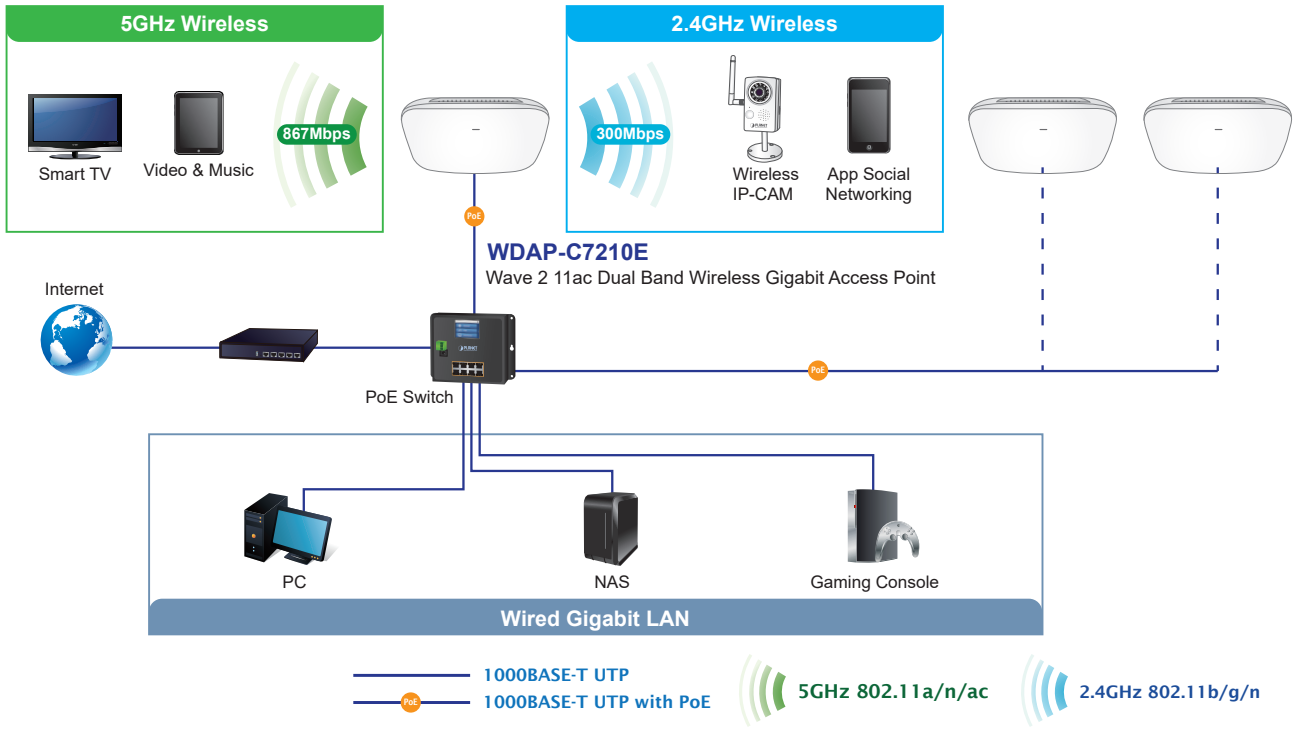 5GHz Wireless
2.4GHz Wireless
867Mbps
300Mbps
PLANET
Smart TV
Video & Music
Wireless
IP-CAM
App Social
Networking
PoE
WDAP-C7210E
Wave 2 11ac Dual Band Wireless Gigabit Access Point
Internet
PLANET
PoE
PoE Switch
PC
NAS
Gaming Console
Wired Gigabit LAN
1000BASE-T UTP
PoE
1000BASE-T UTP with PoE
5GHz 802.11a/n/ac
2.4GHz 802.11b/g/n